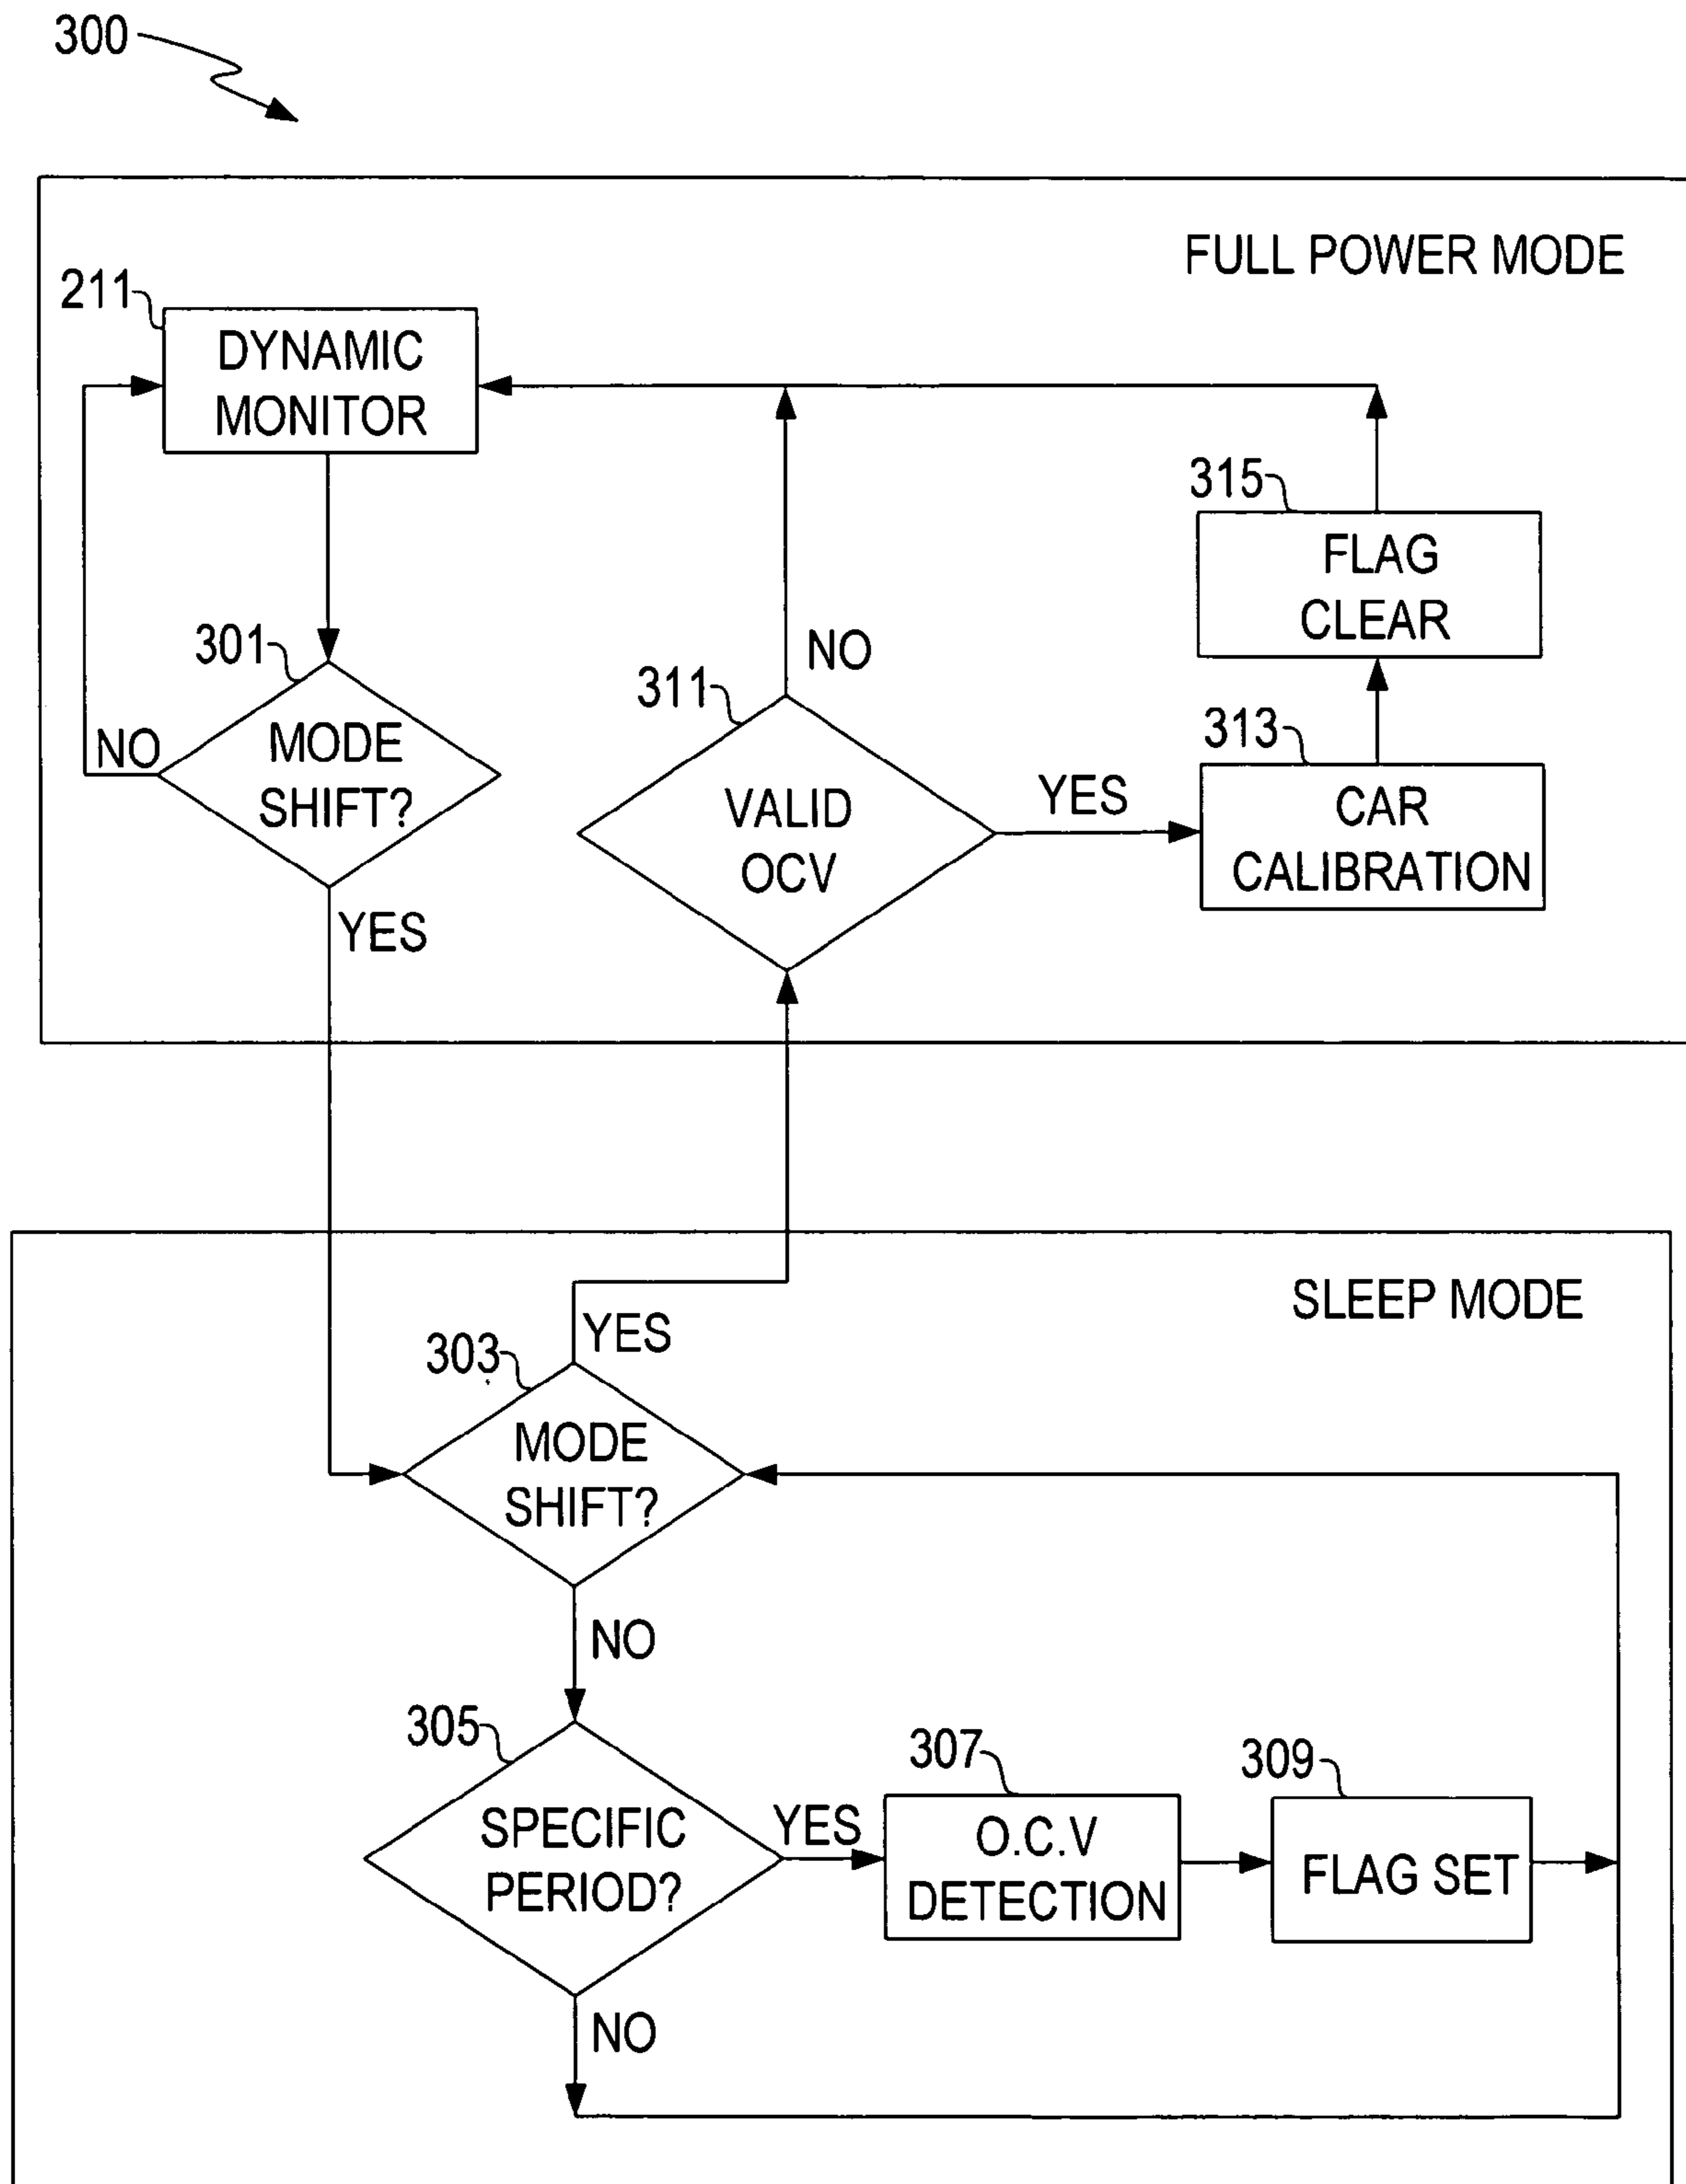 300
FULL POWER MODE
211
DYNAMIC
MONITOR
315
FLAG
CLEAR
301
MODE
SHIFT?
NO
YES
311
NO
VALID
OCV
YES
313
CAR
CALIBRATION
SLEEP MODE
YES
303
MODE
SHIFT?
NO
305
SPECIFIC
PERIOD?
YES
307
O.C.V
DETECTION
309
FLAG SET
NO